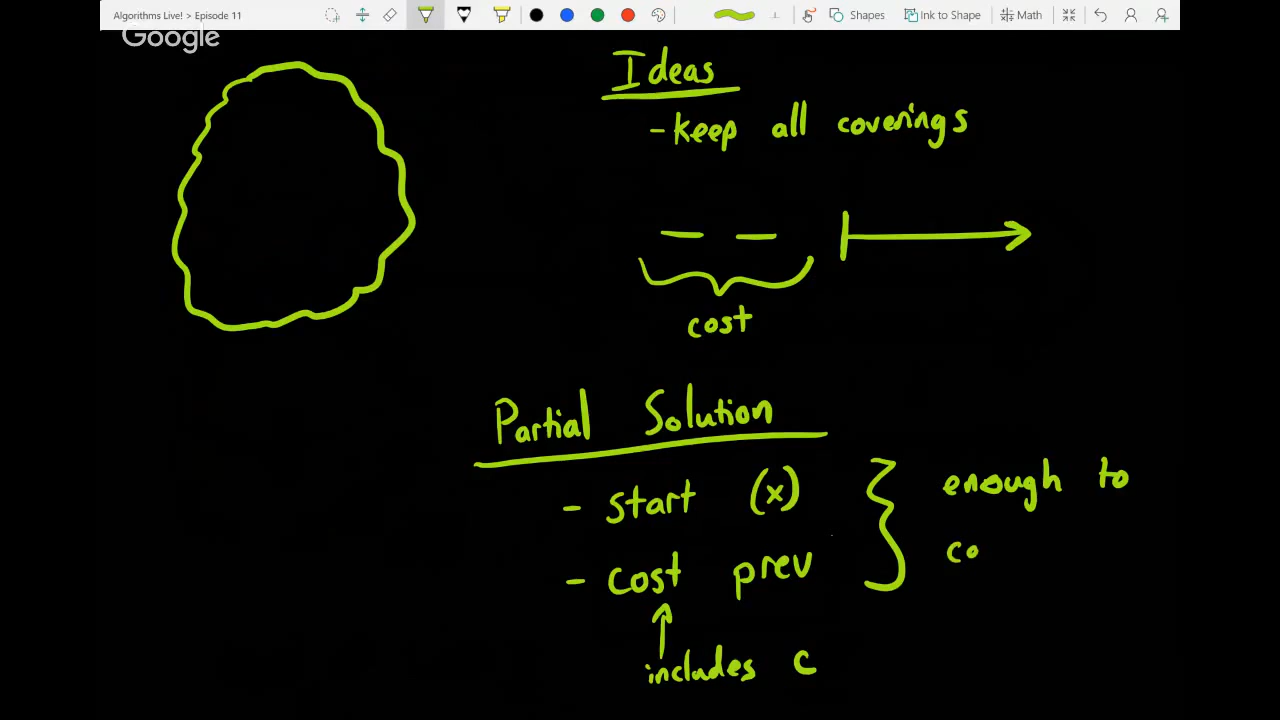 Algorithms Live! > Episode 11
Shapes
Ink to Shape
Math
Google
Ideas
- Keep all coverings
cost
Partial Solution
- start (x)
- cost prev
enough to
co
includes c